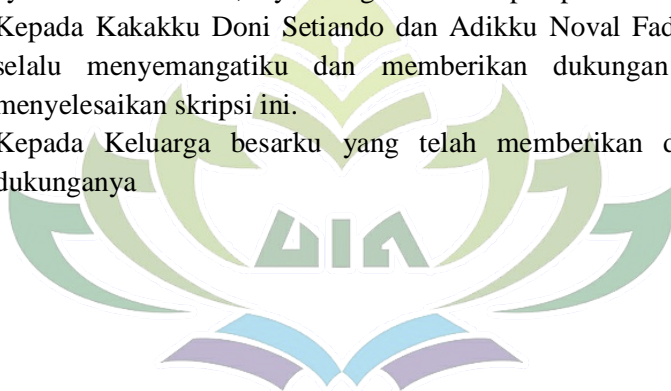 Kepada Kakakku Doni Setiando dan Adikku Noval Fad
selalu menyemangatiku dan memberikan dukungan
menyelesaikan skripsi ini.
Kepada Keluarga besarku yang telah memberikan d
dukunganya
UIN